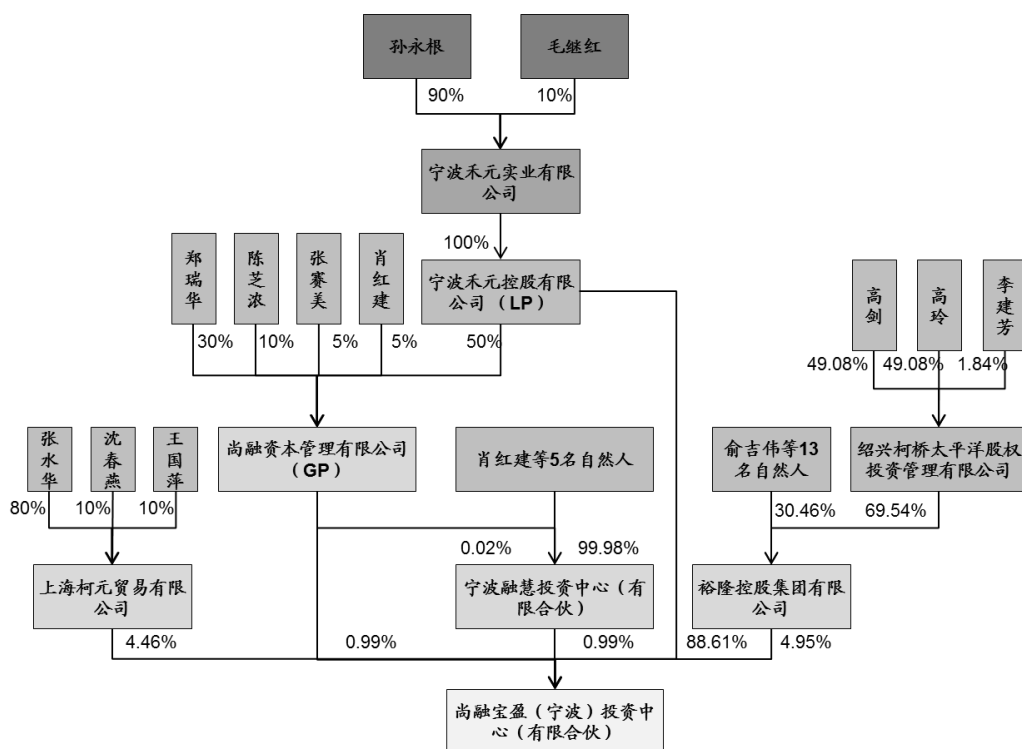 孙永根
毛继红
90%
10%
宁波禾元实业有限
公司
100%
郑瑞华
陈芝浓
张赛美
肖红建
宁波禾元控股有限
公司（LP）
高剑
高玲
李建芳
30%
10%
5%
5%
50%
49.08%
49.08%
1.84%
张水华
沈春燕
王国萍
尚融资本管理有限公司
（GP）
肖红建等5名自然人
俞吉伟等13
名自然人
绍兴柯桥太平洋股权
投资管理有限公司
80%
10%
10%
30.46%
69.54%
0.02%
99.98%
上海柯元贸易有限
公司
宁波融慧投资中心（有
限合伙）
裕隆控股集团有限
公司
4.46%
0.99%
0.99%
88.61%
4.95%
尚融宝盈（宁波）投资中
心（有限合伙）